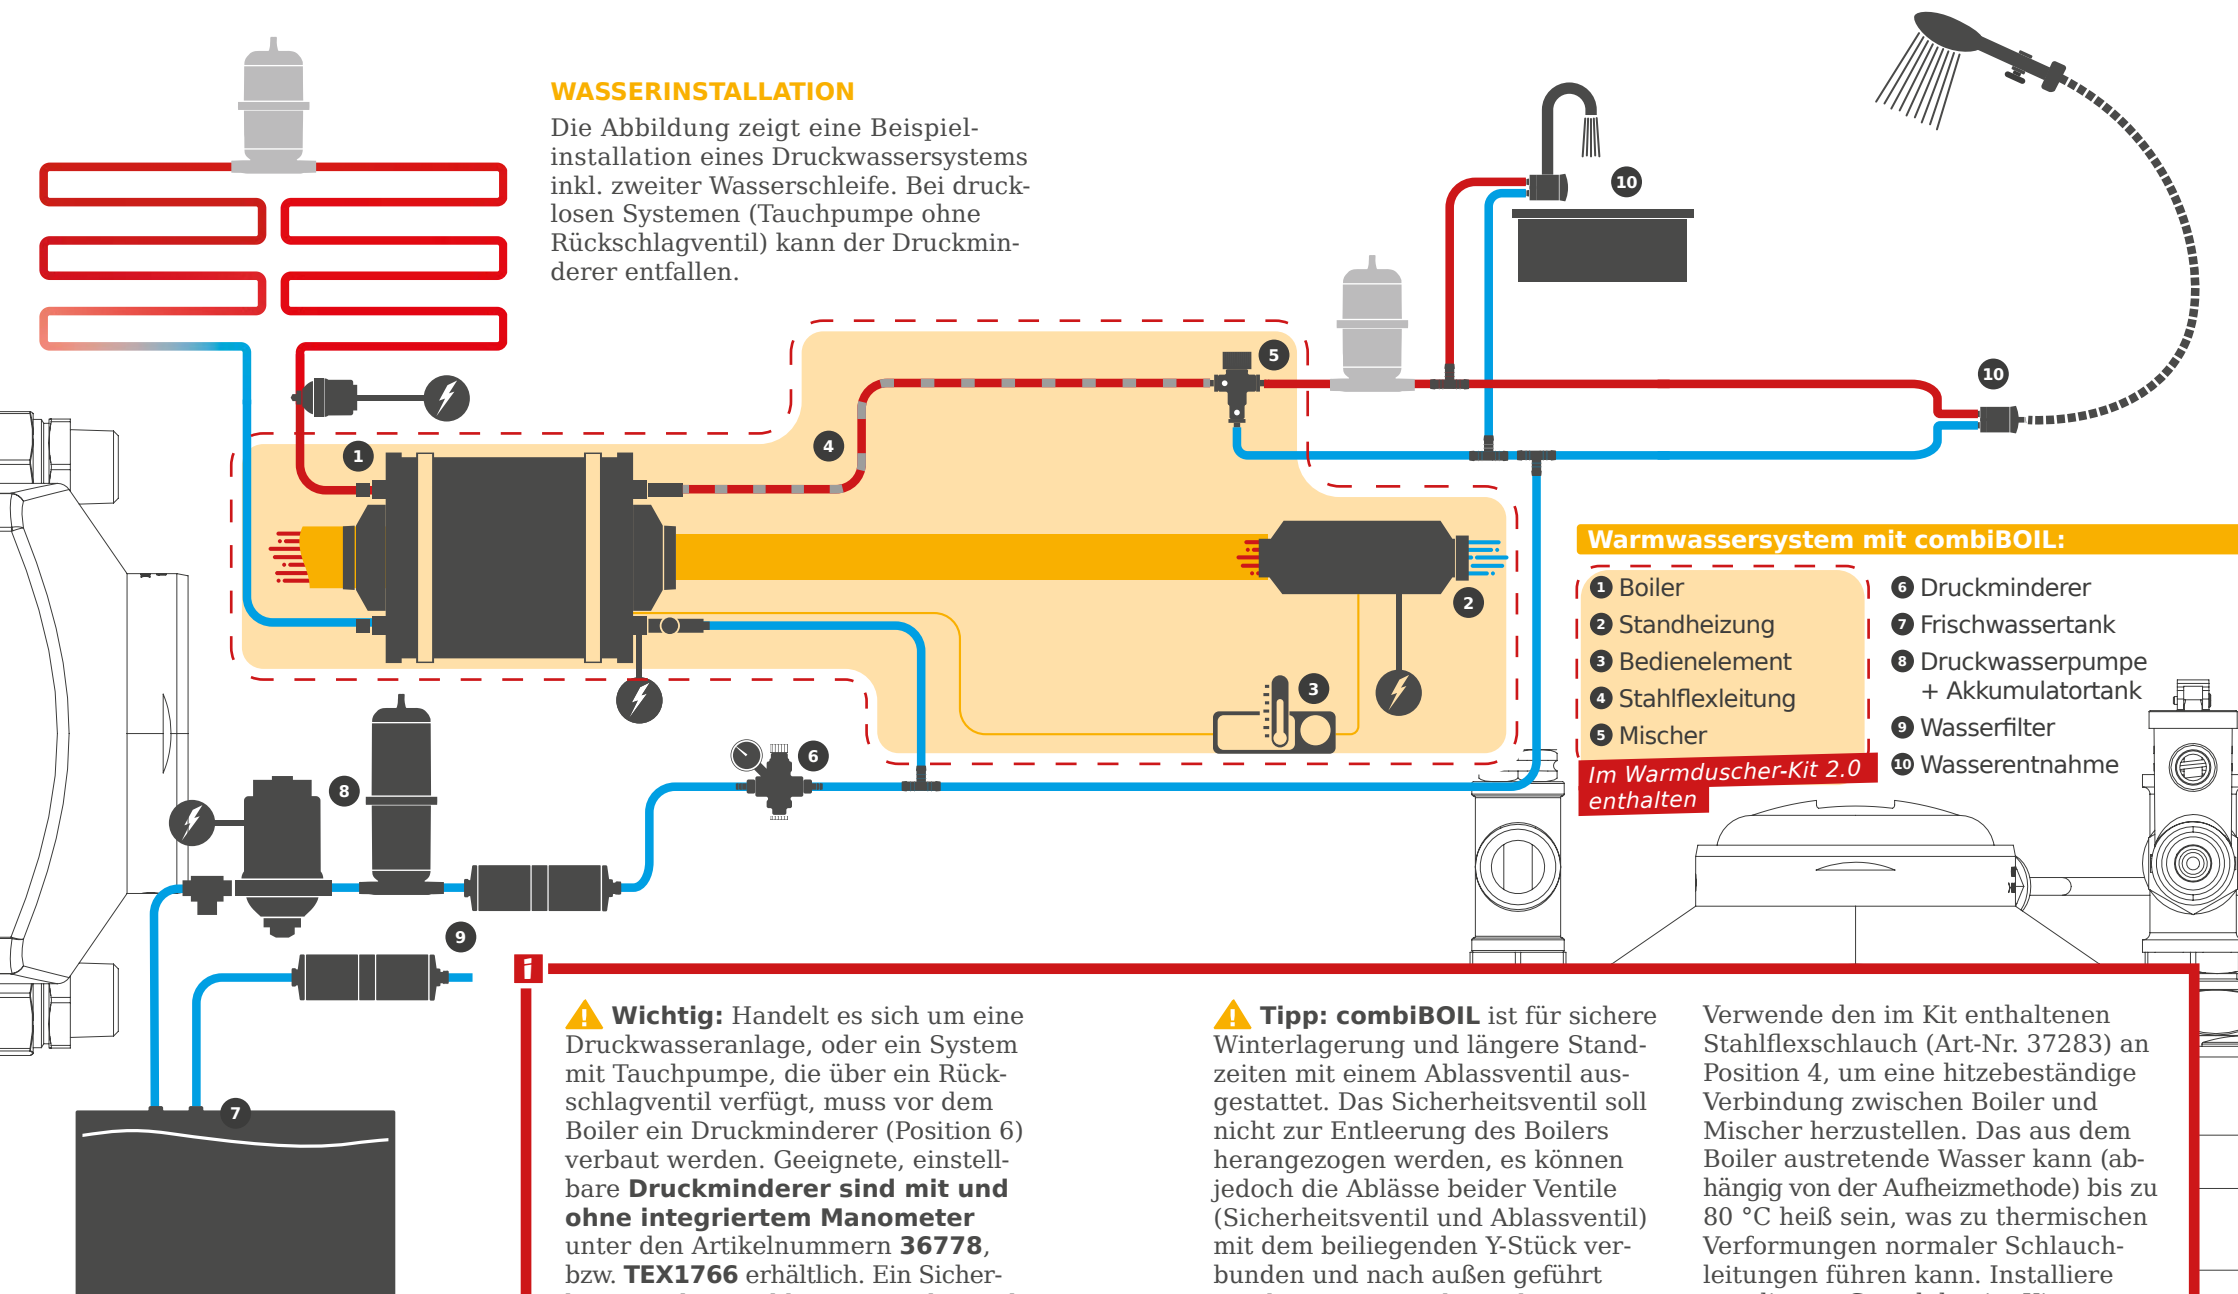 WASSERINSTALLATION
Die Abbildung zeigt eine Beispiel-
installation eines Druckwassersystems
inkl. zweiter Wasserschleife. Bei druck-
losen Systemen (Tauchpumpe ohne
Rückschlagventil) kann der Druckmin-
derer entfallen.
10
5
10
1
4
2
3
6
8
9
7
Warmwassersystem mit combiBOIL:
1 Boiler
2 Standheizung
3 Bedienelement
4 Stahlflexleitung
5 Mischer
Im Warmduscher-Kit 2.0
enthalten
6 Druckminderer
7 Frischwassertank
8 Druckwasserpumpe
+ Akkumulatortank
9 Wasserfilter
10 Wasserentnahme
i
Wichtig: Handelt es sich um eine
Druckwasseranlage, oder ein System
mit Tauchpumpe, die über ein Rück-
schlagventil verfügt, muss vor dem
Boiler ein Druckminderer (Position 6)
verbaut werden. Geeignete, einstell-
bare Druckminderer sind mit und
ohne integriertem Manometer
unter den Artikelnummern 36778,
bzw. TEX1766 erhältlich. Ein Sicher-
Tipp: combiBOIL ist für sichere
Winterlagerung und längere Stand-
zeiten mit einem Ablassventil aus-
gestattet. Das Sicherheitsventil soll
nicht zur Entleerung des Boilers
herangezogen werden, es können
jedoch die Ablässe beider Ventile
(Sicherheitsventil und Ablassventil)
mit dem beiliegenden Y-Stück ver-
bunden und nach außen geführt
Verwende den im Kit enthaltenen
Stahlflexschlauch (Art-Nr. 37283) an
Position 4, um eine hitzebeständige
Verbindung zwischen Boiler und
Mischer herzustellen. Das aus dem
Boiler austretende Wasser kann (ab-
hängig von der Aufheizmethode) bis zu
80 °C heiß sein, was zu thermischen
Verformungen normaler Schlauch-
leitungen führen kann. Installiere